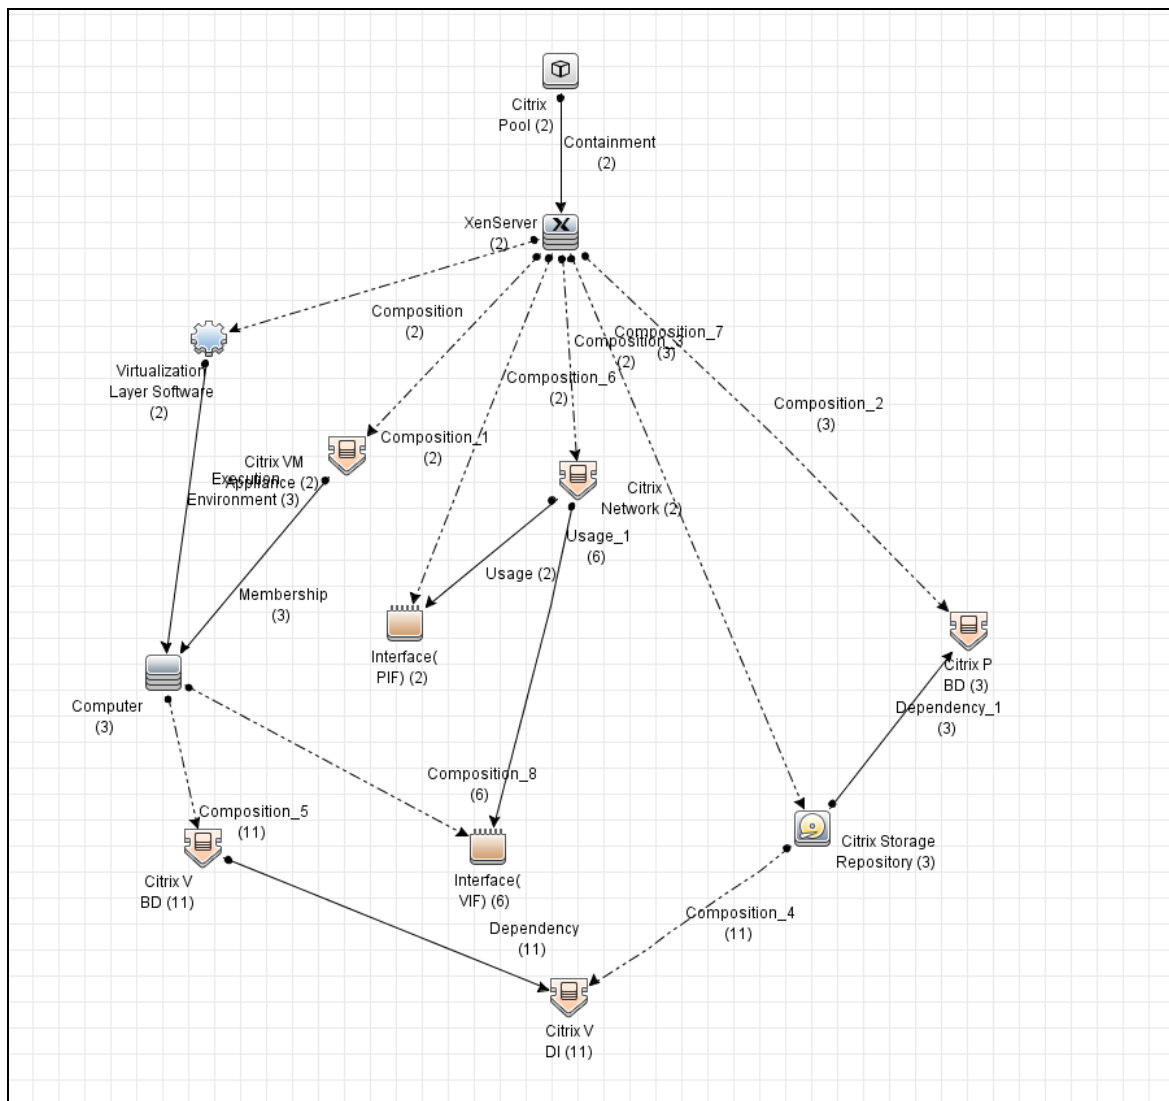 Citrix
Pool (2)
Containment
(2)
XenServer
(2)
Composition
(2)
Composition_7
(3)
Composition_3
(2)
Virtualization
Layer Software
(2)
Composition_6
(2)
Composition_2
(3)
Composition_1
(2)
Citrix VM
Appliance (2)
Execution
Environment (3)
Citrix
Network (2)
Usage_1
(6)
Usage (2)
Membership
(3)
Interface(
PIF) (2)
Citrix P
BD (3)
Computer
(3)
Dependency_1
(3)
Composition_8
(6)
Composition_5
(11)
Citrix Storage
Repository (3)
Citrix V
BD (11)
Interface(
VIF) (6)
Composition_4
(11)
Dependency
(11)
Citrix V
DI (11)